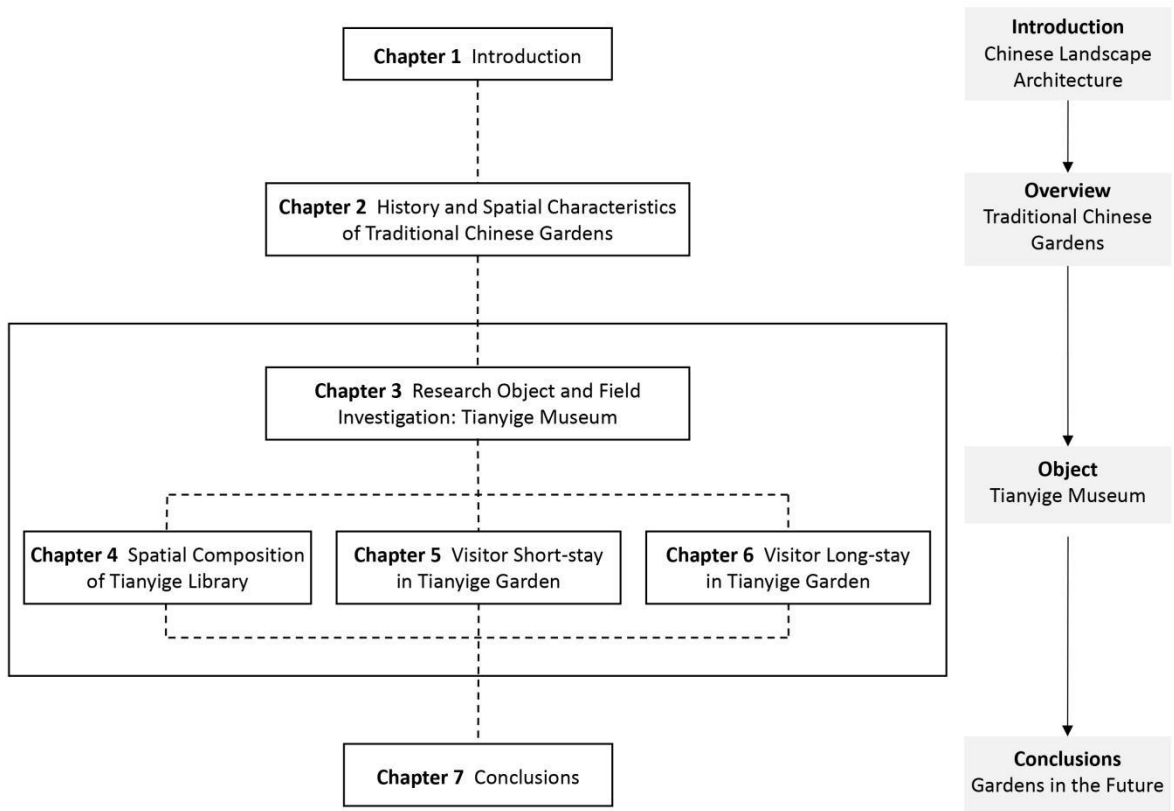 Chapter 1 Introduction
Chapter 2 History and Spatial Characteristics
of Traditional Chinese Gardens
Chapter 3 Research Object and Field
Investigation: Tianyige Museum
Chapter 4 Spatial Composition
of Tianyige Library
Chapter 5 Visitor Short-stay
in Tianyige Garden
Chapter 6 Visitor Long-stay
in Tianyige Garden
Chapter 7 Conclusions
Introduction
Chinese Landscape
Architecture
Overview
Traditional Chinese
Gardens
Object
Tianyige Museum
Conclusions
Gardens in the Future